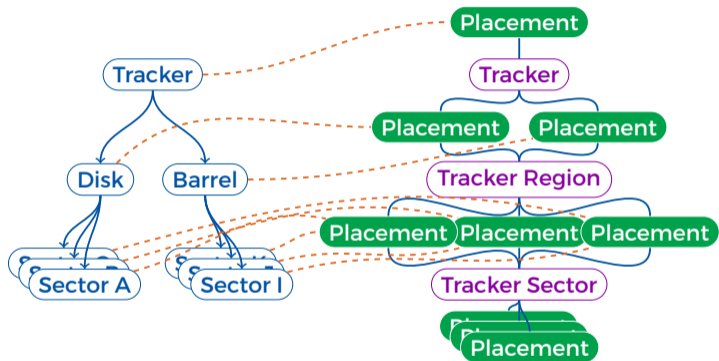 Placement
Tracker
Tracker
Placement
Placement
Disk
Barrel
Tracker Region
Placement
Placement
Placement
Sector A
Sector I
Tracker Sector
Placement